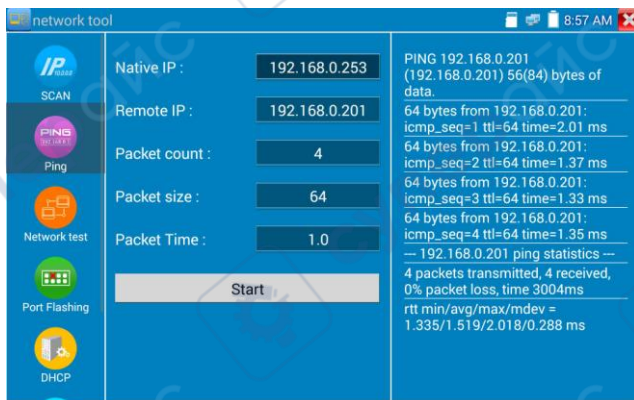 network tool
8:57 AM
IP
10000
SCAN
PING
Ping
Network test
Port Flashing
DHCP
Native IP :
192.168.0.253
Remote IP :
192.168.0.201
Packet count :
4
Packet size :
64
Packet Time :
1.0
Start
PING 192.168.0.201
(192.168.0.201) 56(84) bytes of
data.
64 bytes from 192.168.0.201:
icmp_seq=1 ttl=64 time=2.01 ms
64 bytes from 192.168.0.201:
icmp_seq=2 ttl=64 time=1.37 ms
64 bytes from 192.168.0.201:
icmp_seq=3 ttl=64 time=1.33 ms
64 bytes from 192.168.0.201:
icmp_seq=4 ttl=64 time=1.35 ms
--- 192.168.0.201 ping statistics ---
4 packets transmitted, 4 received,
0% packet loss, time 3004ms
rtt min/avg/max/mdev =
1.335/1.519/2.018/0.288 ms